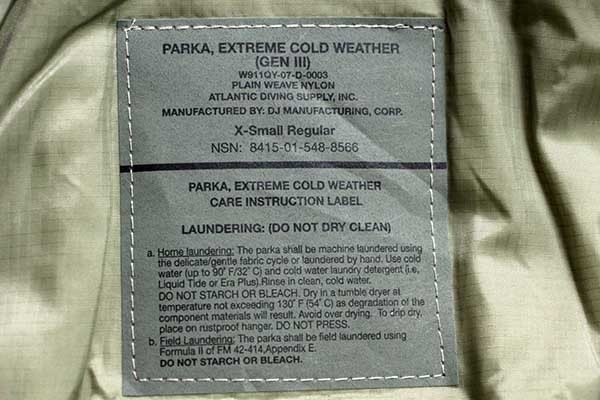 PARKA, EXTREME COLD WEATHER
(GEN III)
W911QY-07-D-0003
PLAIN WEAVE NYLON
ATLANTIC DIVING SUPPLY, INC.
MANUFACTURED BY: DJ MANUFACTURING, CORP.
X-Small Regular
NSN: 8415-01-548-8566
PARKA, EXTREME COLD WEATHER
CARE INSTRUCTION LABEL
LAUNDERING: (DO NOT DRY CLEAN)
a. Home laundering: The parka shall be machine laundered using
the delicate/gentle fabric cycle or laundered by hand. Use cold
water (up to 90° F/32° C) and cold water laundry detergent (i.e,
Liquid Tide or Era Plus).Rinse in clean, cold water.
DO NOT STARCH OR BLEACH. Dry in a tumble dryer at
temperature not exceeding 130° F (54° C) as degradation of the
component materials will result. Avoid over drying. To drip dry,
place on rustproof hanger. DO NOT PRESS.
b. Field Laundering: The parka shall be field laundered using
Formula II of FM 42-414,Appendix E.
DO NOT STARCH OR BLEACH.